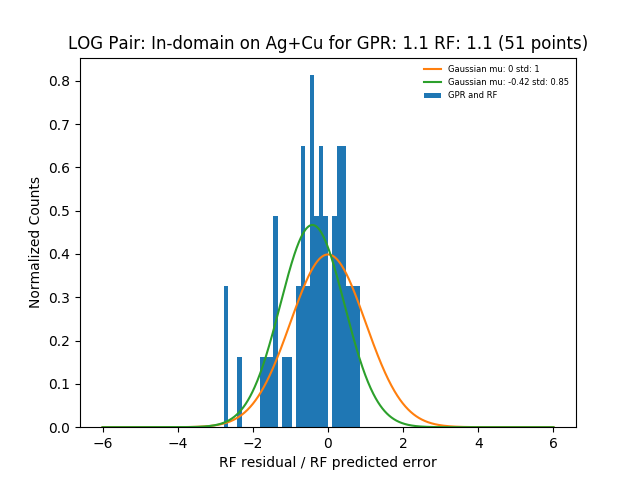 LOG Pair: In-domain on Ag+Cu for GPR: 1.1 RF: 1.1 (51 points)
Gaussian mu: 0 std: 1
Gaussian mu: -0.42 std: 0.85
GPR and RF
Normalized Counts
0.8
0.7
0.6
0.5
0.4
0.3
0.2
0.1
0.0
−6 −4 −2 0 2 4 6
RF residual / RF predicted error